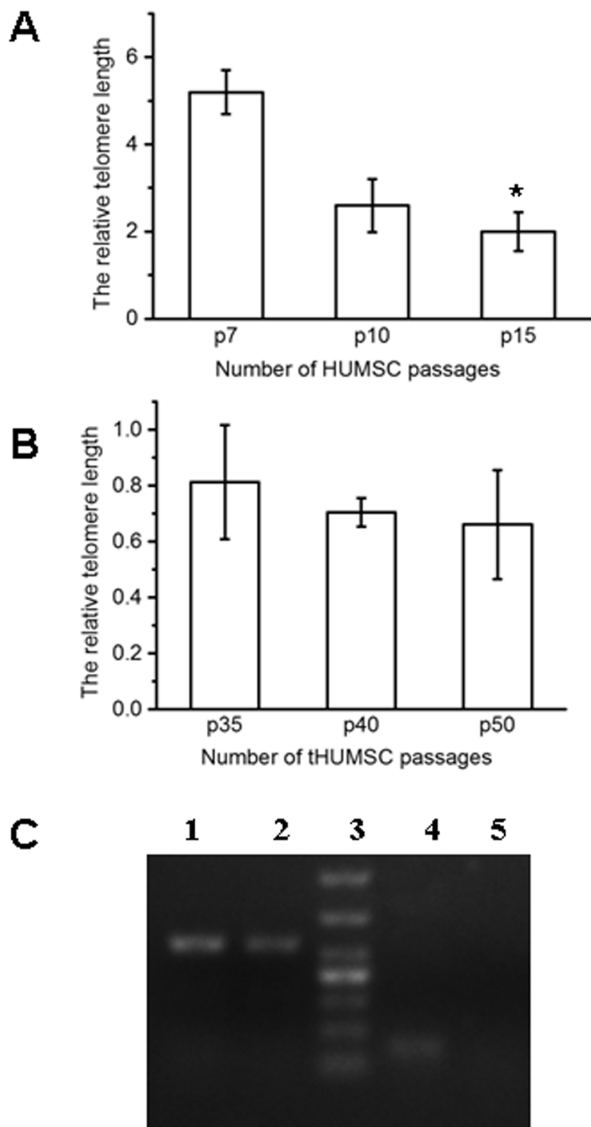 A
The relative telomere length
6
4
2
0
*
p7 p10 p15
Number of HUMSC passages
B
The relative telomere length
1.0
0.8
0.6
0.4
0.2
0.0
p35 p40 p50
Number of tHUMSC passages
C
1 2 3 4 5